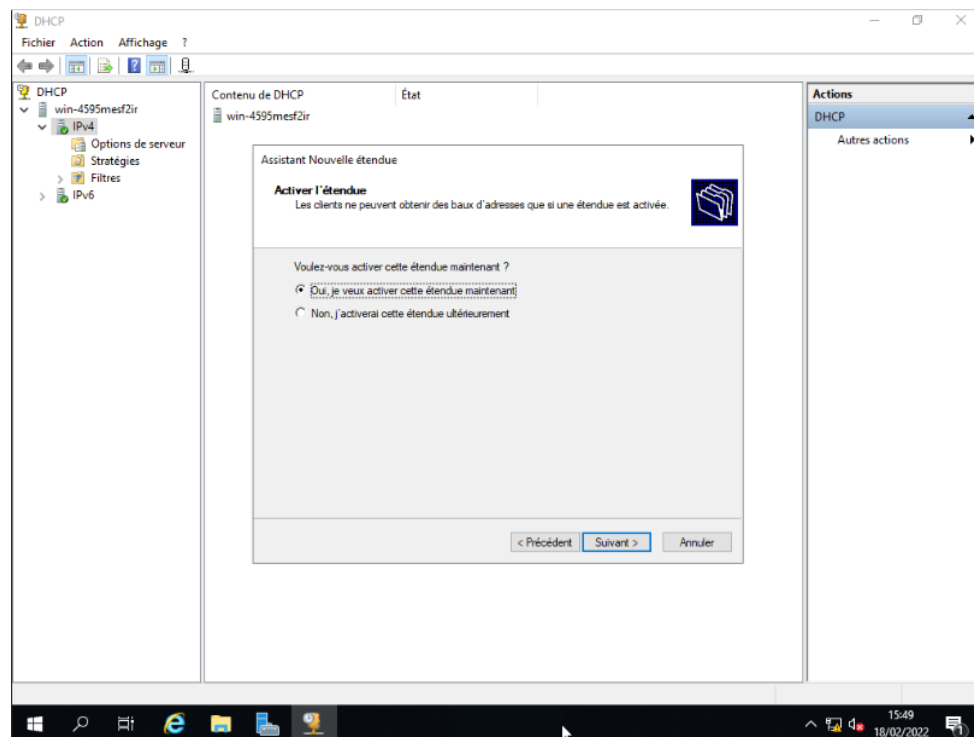 DHCP
Fichier Action Affichage ?
DHCP
win-4595mesf2ir
IPv4
Options de serveur
Stratégies
Filtres
IPv6
Contenu de DHCP État
win-4595mesf2ir
Assistant Nouvelle étendue
Activer l'étendue
Les clients ne peuvent obtenir des baux d'adresses que si une étendue est activée.
Voulez-vous activer cette étendue maintenant ?
Oui, je veux activer cette étendue maintenant
Non, j'activerai cette étendue ultérieurement
< Précédent Suivant > Annuler
Actions
DHCP
Autres actions
15:49
18/02/2022
1